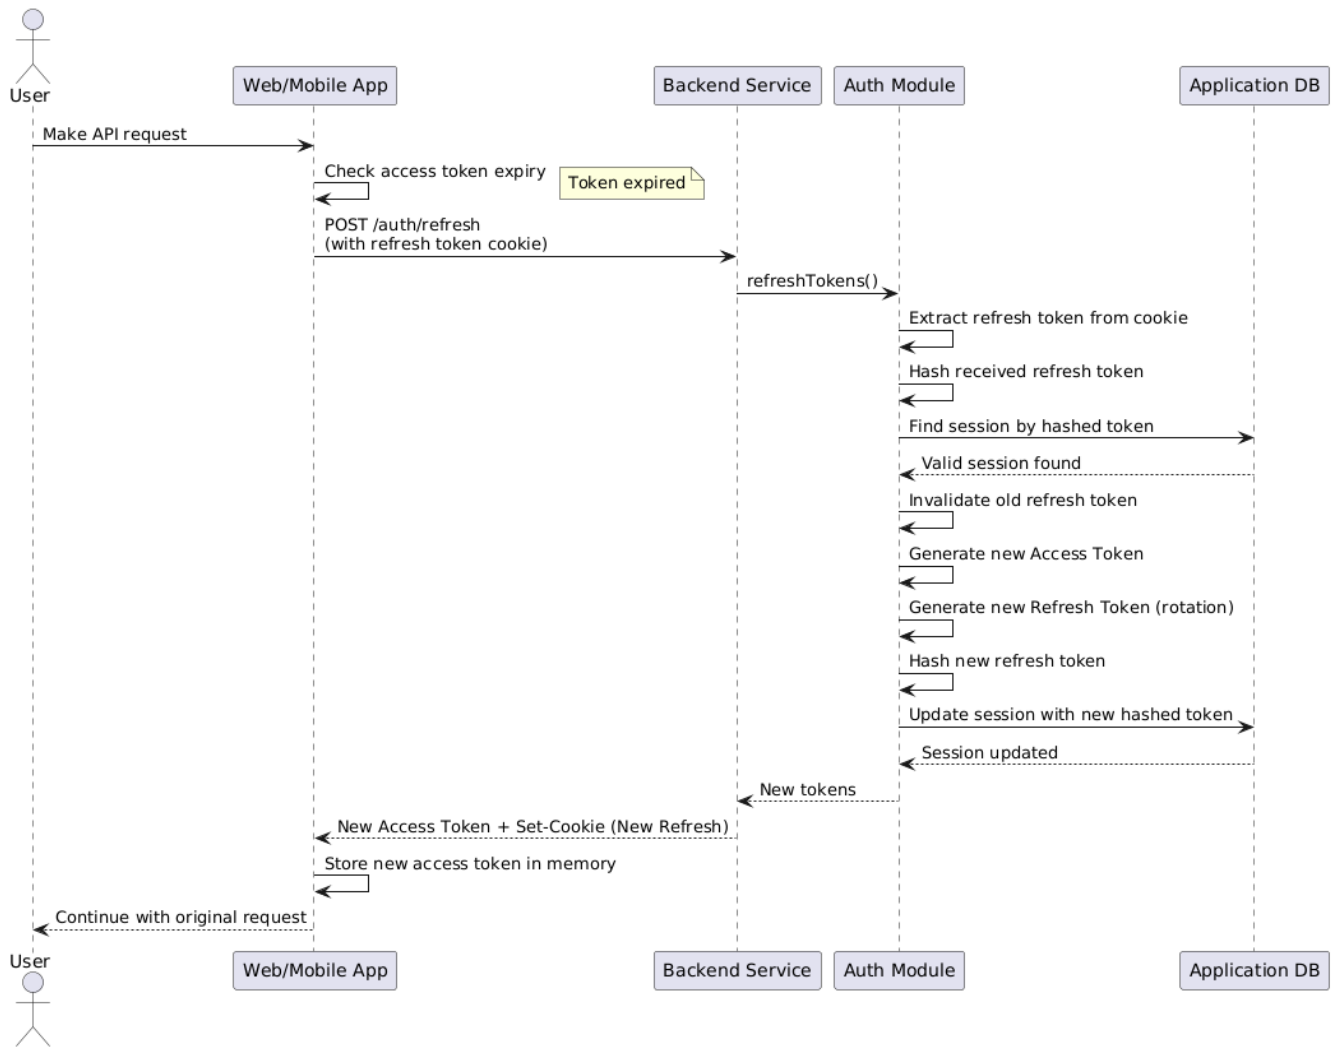 User
Web/Mobile App
Backend Service
Auth Module
Application DB
Make API request
Check access token expiry
Token expired
POST /auth/refresh
(with refresh token cookie)
refreshTokens()
Extract refresh token from cookie
Hash received refresh token
Find session by hashed token
Valid session found
Invalidate old refresh token
Generate new Access Token
Generate new Refresh Token (rotation)
Hash new refresh token
Update session with new hashed token
Session updated
New tokens
New Access Token + Set-Cookie (New Refresh)
Store new access token in memory
Continue with original request
User
Web/Mobile App
Backend Service
Auth Module
Application DB